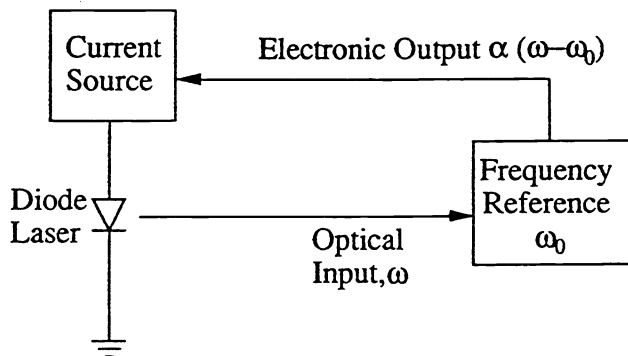 Current
Source
Electronic Output α (ω–ω₀)
Frequency
Reference
ω₀
Diode
Laser
Optical
Input,ω